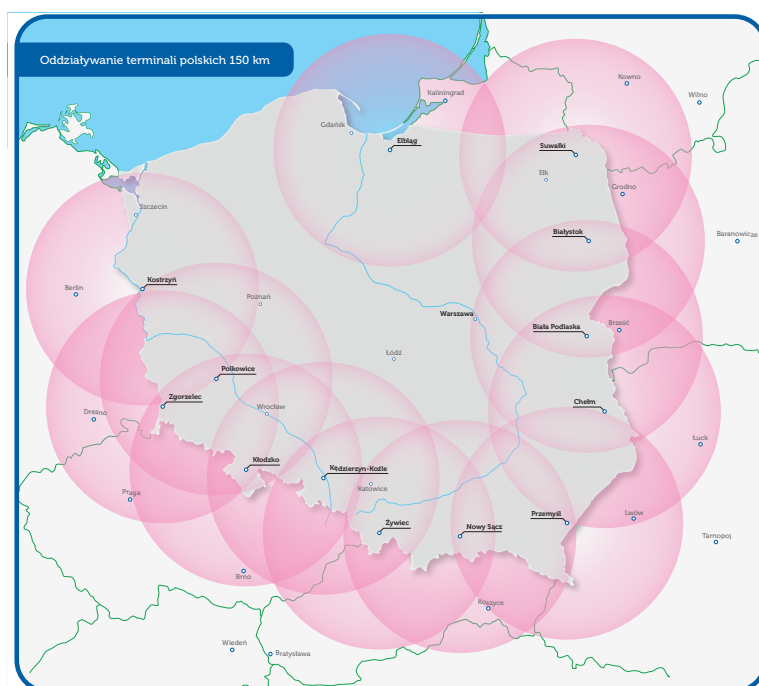 Oddziaływanie terminali polskich 150 km
Kowno
Kaliningrad
Wilno
Gdańsk
Elbląg
Suwałki
Ełk
Grodno
Szczecin
Białystok
Baranowicze
Kostrzyń
Berlin
Poznań
Warszawa
Biała Podlaska
Brześć
Łódź
Polkowice
Zgorzelec
Chełm
Drezno
Wrocław
Łuck
Kłodzko
Kędzierzyn-Koźle
Katowice
Praga
Przemyśl
Lwów
Żywiec
Nowy Sącz
Tarnopoj
Brno
Koszyce
Wiedeń
Bratysława